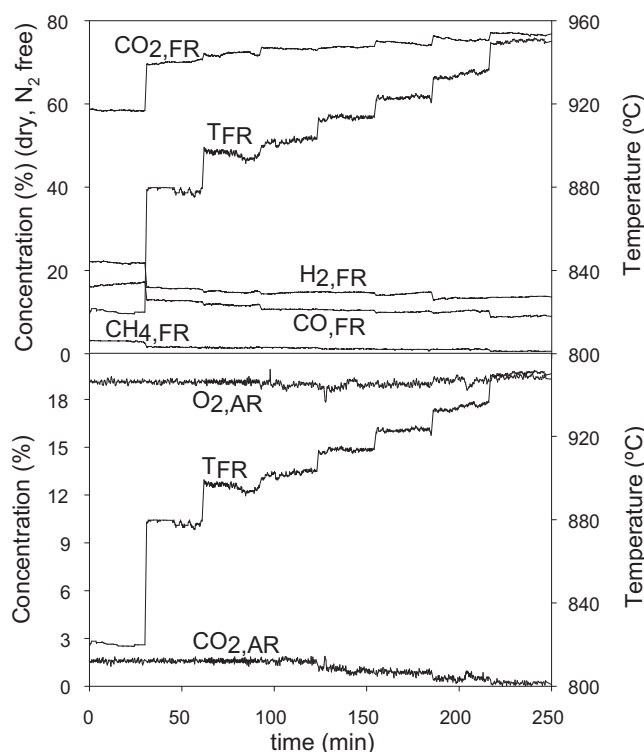 Concentration (%) (dry, N2 free)
80
60
40
20
0
CO2,FR
TFR
H2,FR
CO,FR
CH4,FR
960
920
880
840
800
Temperature (ºC)
Concentration (%)
18
15
12
9
6
3
0
O2,AR
TFR
CO2,AR
920
880
840
800
Temperature (ºC)
0
50
100
150
200
250
time (min)